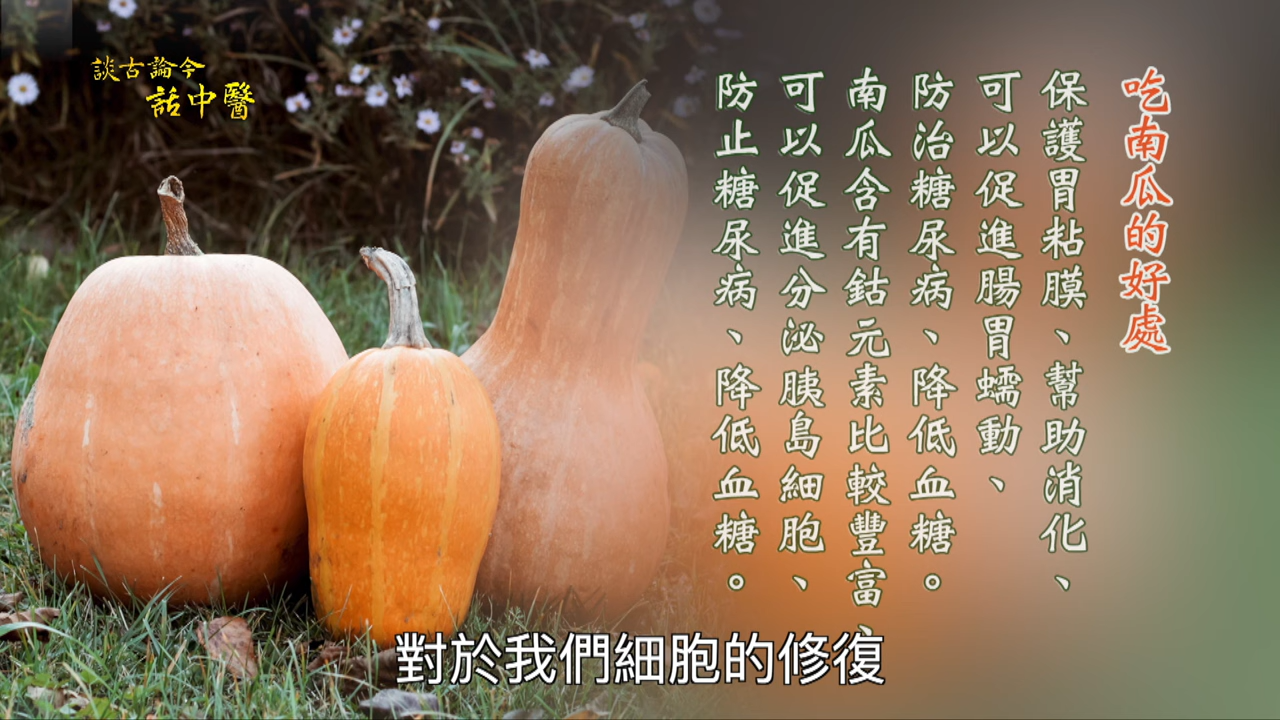 談古論今
話中醫
吃南瓜的好處
保護胃粘膜、幫助消化、
可以促進腸胃蠕動、
防治糖尿病、降低血糖。
南瓜含有鈷元素比較豐富、
可以促進分泌胰島細胞、
防止糖尿病、降低血糖。
對於我們細胞的修復